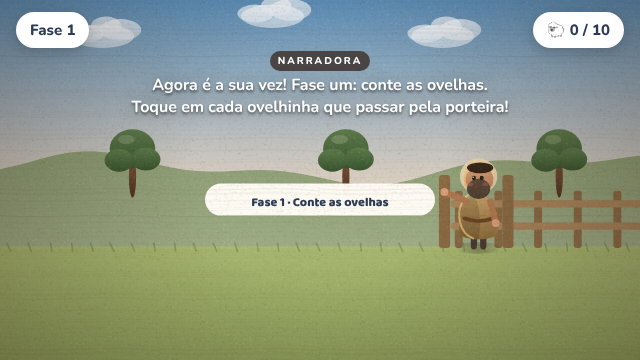 Fase 1
0 / 10
NARRADORA
Agora é a sua vez! Fase um: conte as ovelhas.
Toque em cada ovelhinha que passar pela porteira!
Fase 1 · Conte as ovelhas